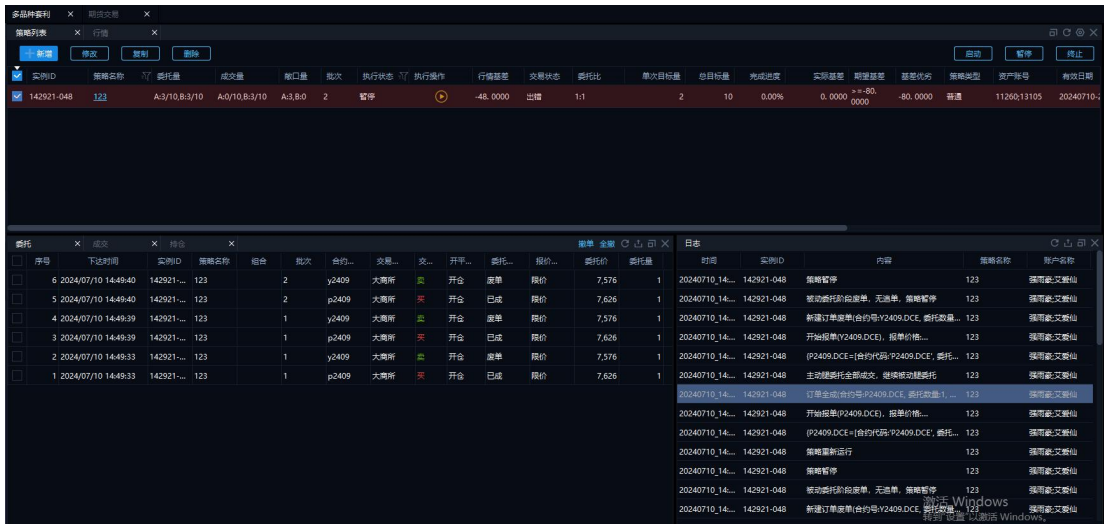 多品种套利 × 期货交易 ×
策略列表 × 行情 ×
新增 修改 复制 删除 启动 暂停 终止
实例ID 策略名称 委托量 成交量 敞口量 批次 执行状态 执行操作 行情基差 交易状态 委托比 单次目标量 总目标量 完成进度 实际基差 期望基差 基差优劣 策略类型 资产账号 有效日期
142921-048 123 A:3/10,B:3/10 A:0/10,B:3/10 A:3,B:0 2 暂停 -48. 0000 出错 1:1 2 10 0.00% 0. 0000 >=-80. 0000 -80. 0000 普通 11260;13105 20240710-2
委托 × 成交 × 持仓 × 撤单 全撤
序号 下达时间 实例ID 策略名称 组合 批次 合约... 交易... 交... 开平... 委托... 报价... 委托价 委托量
6 2024/07/10 14:49:40 142921-... 123 2 y2409 大商所 卖 开仓 废单 限价 7,576 1
5 2024/07/10 14:49:40 142921-... 123 2 p2409 大商所 买 开仓 已成 限价 7,626 1
4 2024/07/10 14:49:39 142921-... 123 1 y2409 大商所 卖 开仓 废单 限价 7,576 1
3 2024/07/10 14:49:39 142921-... 123 1 p2409 大商所 买 开仓 已成 限价 7,626 1
2 2024/07/10 14:49:33 142921-... 123 1 y2409 大商所 卖 开仓 废单 限价 7,576 1
1 2024/07/10 14:49:33 142921-... 123 1 p2409 大商所 买 开仓 已成 限价 7,626 1
日志
时间 实例ID 内容 策略名称 账户名称
20240710_14:... 142921-048 策略暂停 123 强雨豪;艾爱仙
20240710_14:... 142921-048 被动委托阶段废单，无追单，策略暂停 123 强雨豪;艾爱仙
20240710_14:... 142921-048 新建订单废单(合约号:Y2409.DCE, 委托数量... 123 强雨豪;艾爱仙
20240710_14:... 142921-048 开始报单(Y2409.DCE)，报单价格:... 123 强雨豪;艾爱仙
20240710_14:... 142921-048 {P2409.DCE=[合约代码:'P2409.DCE', 委托... 123 强雨豪;艾爱仙
20240710_14:... 142921-048 主动腿委托全部成交，继续被动腿委托 123 强雨豪;艾爱仙
20240710_14:... 142921-048 订单全成(合约号:P2409.DCE, 委托数量:1, ... 123 强雨豪;艾爱仙
20240710_14:... 142921-048 开始报单(P2409.DCE)，报单价格:... 123 强雨豪;艾爱仙
20240710_14:... 142921-048 {P2409.DCE=[合约代码:'P2409.DCE', 委托... 123 强雨豪;艾爱仙
20240710_14:... 142921-048 策略重新运行 123 强雨豪;艾爱仙
20240710_14:... 142921-048 策略暂停 123 强雨豪;艾爱仙
20240710_14:... 142921-048 被动委托阶段废单，无追单，策略暂停 123 强雨豪;艾爱仙
20240710_14:... 142921-048 新建订单废单(合约号:Y2409.DCE, 委托数量... 123 强雨豪;艾爱仙
激活 Windows
转到"设置"以激活 Windows。